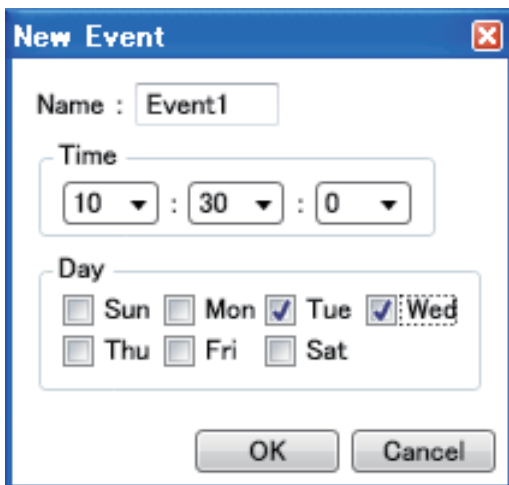 New Event
Name : Event1
Time
10 : 30 : 0
Day
Sun Mon Tue Wed
Thu Fri Sat
OK Cancel